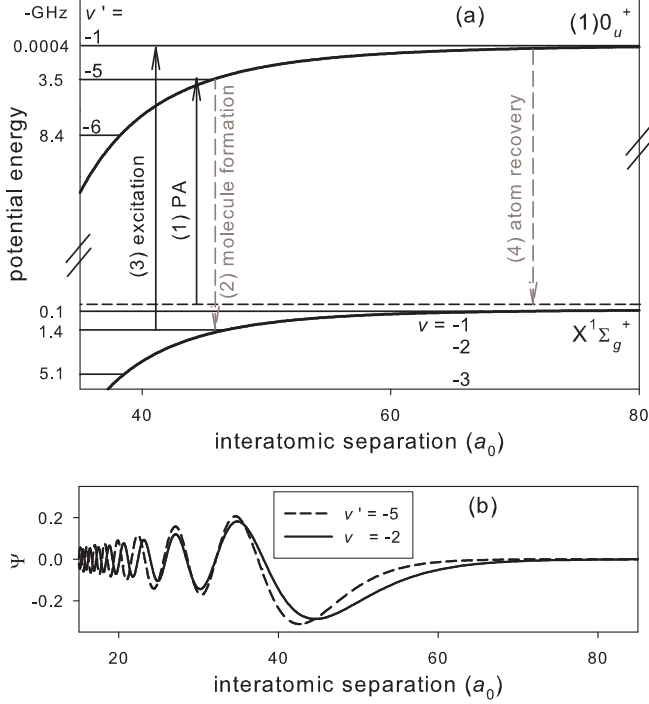 -GHz v' = (a) (1)0u+
0.0004 -1
3.5 -5
8.4 -6
potential energy
(3) excitation
(1) PA
(2) molecule formation
(4) atom recovery
0.1 v = -1
1.4 -2 X1Σg+
5.1 -3
40 60 80
interatomic separation (a0)
(b)
v' = -5
v = -2
Ψ
0.2
0.0
-0.2
20 40 60 80
interatomic separation (a0)